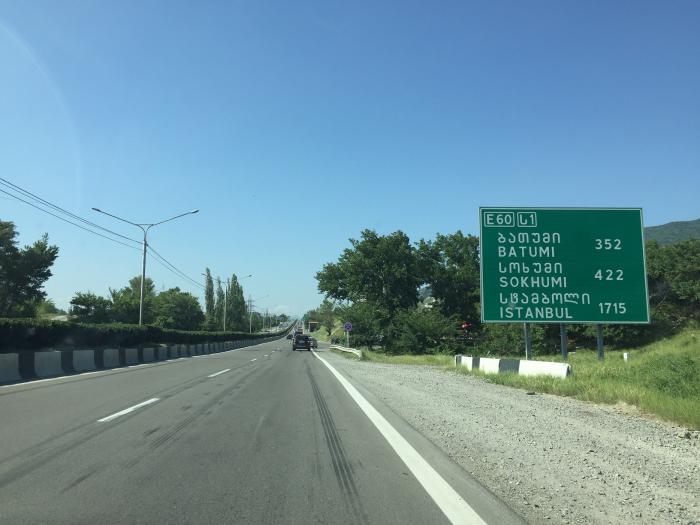 E60 ს1
ბათუმი
BATUMI 352
სოხუმი
SOKHUMI 422
სტამბოლი
ISTANBUL 1715